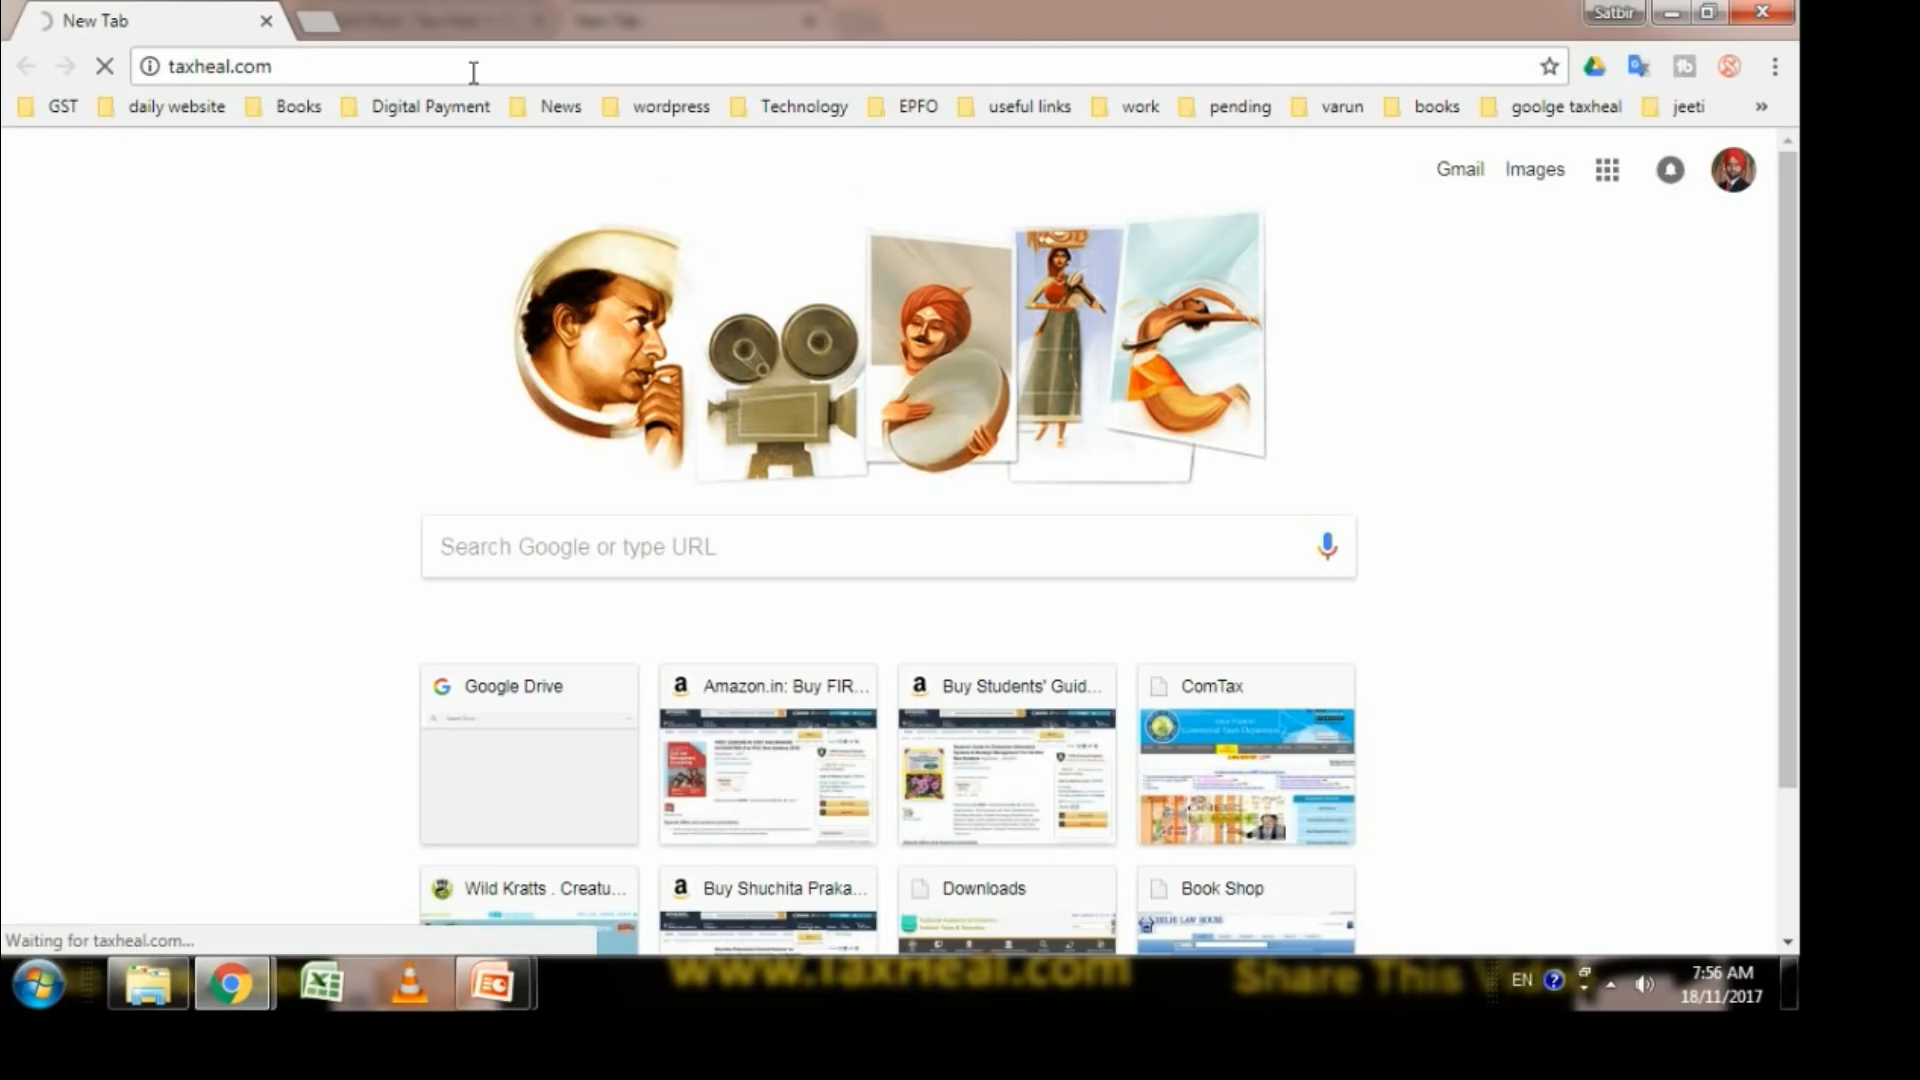 New Tab
Satbir
taxheal.com
GST daily website Books Digital Payment News wordpress Technology EPFO useful links work pending varun books goolge taxheal jeeti »
Gmail Images
Search Google or type URL
Google Drive Amazon.in: Buy FIR... Buy Students' Guid... ComTax
Wild Kratts . Creatu... Buy Shuchita Praka... Downloads Book Shop
DELHI LAW HOUSE
Waiting for taxheal.com...
www.TaxHeal.com Share This V
EN 7:56 AM
18/11/2017